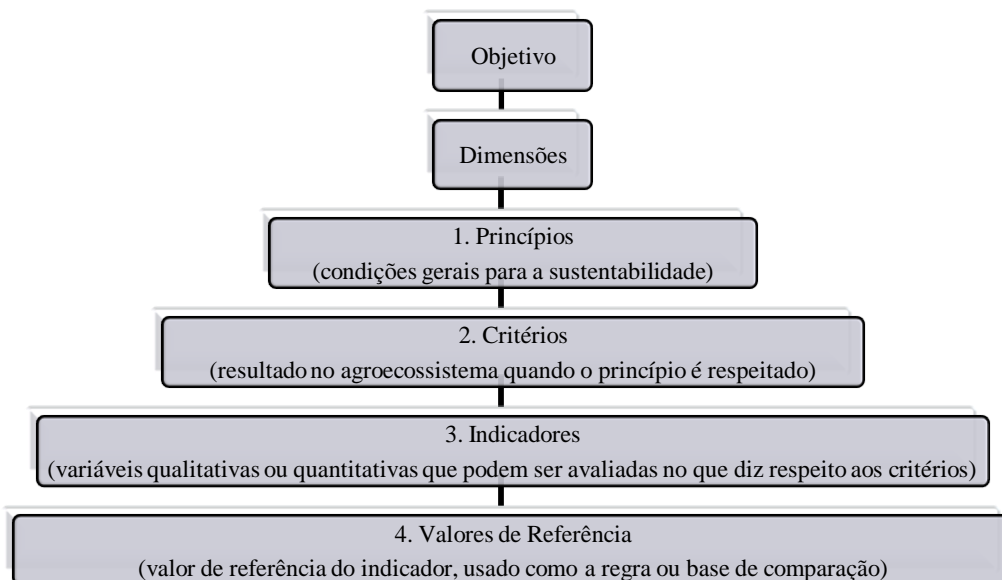 Objetivo
Dimensões
1. Princípios
(condições gerais para a sustentabilidade)
2. Critérios
(resultado no agroecossistema quando o princípio é respeitado)
3. Indicadores
(variáveis qualitativas ou quantitativas que podem ser avaliadas no que diz respeito aos critérios)
4. Valores de Referência
(valor de referência do indicador, usado como a regra ou base de comparação)